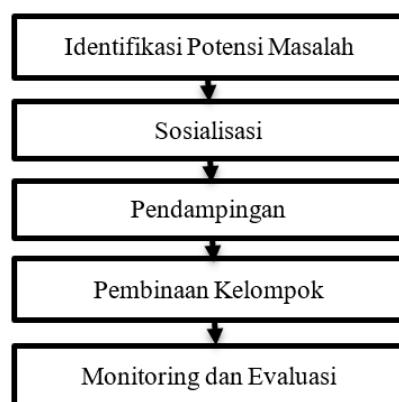 Identifikasi Potensi Masalah
Sosialisasi
Pendampingan
Pembinaan Kelompok
Monitoring dan Evaluasi